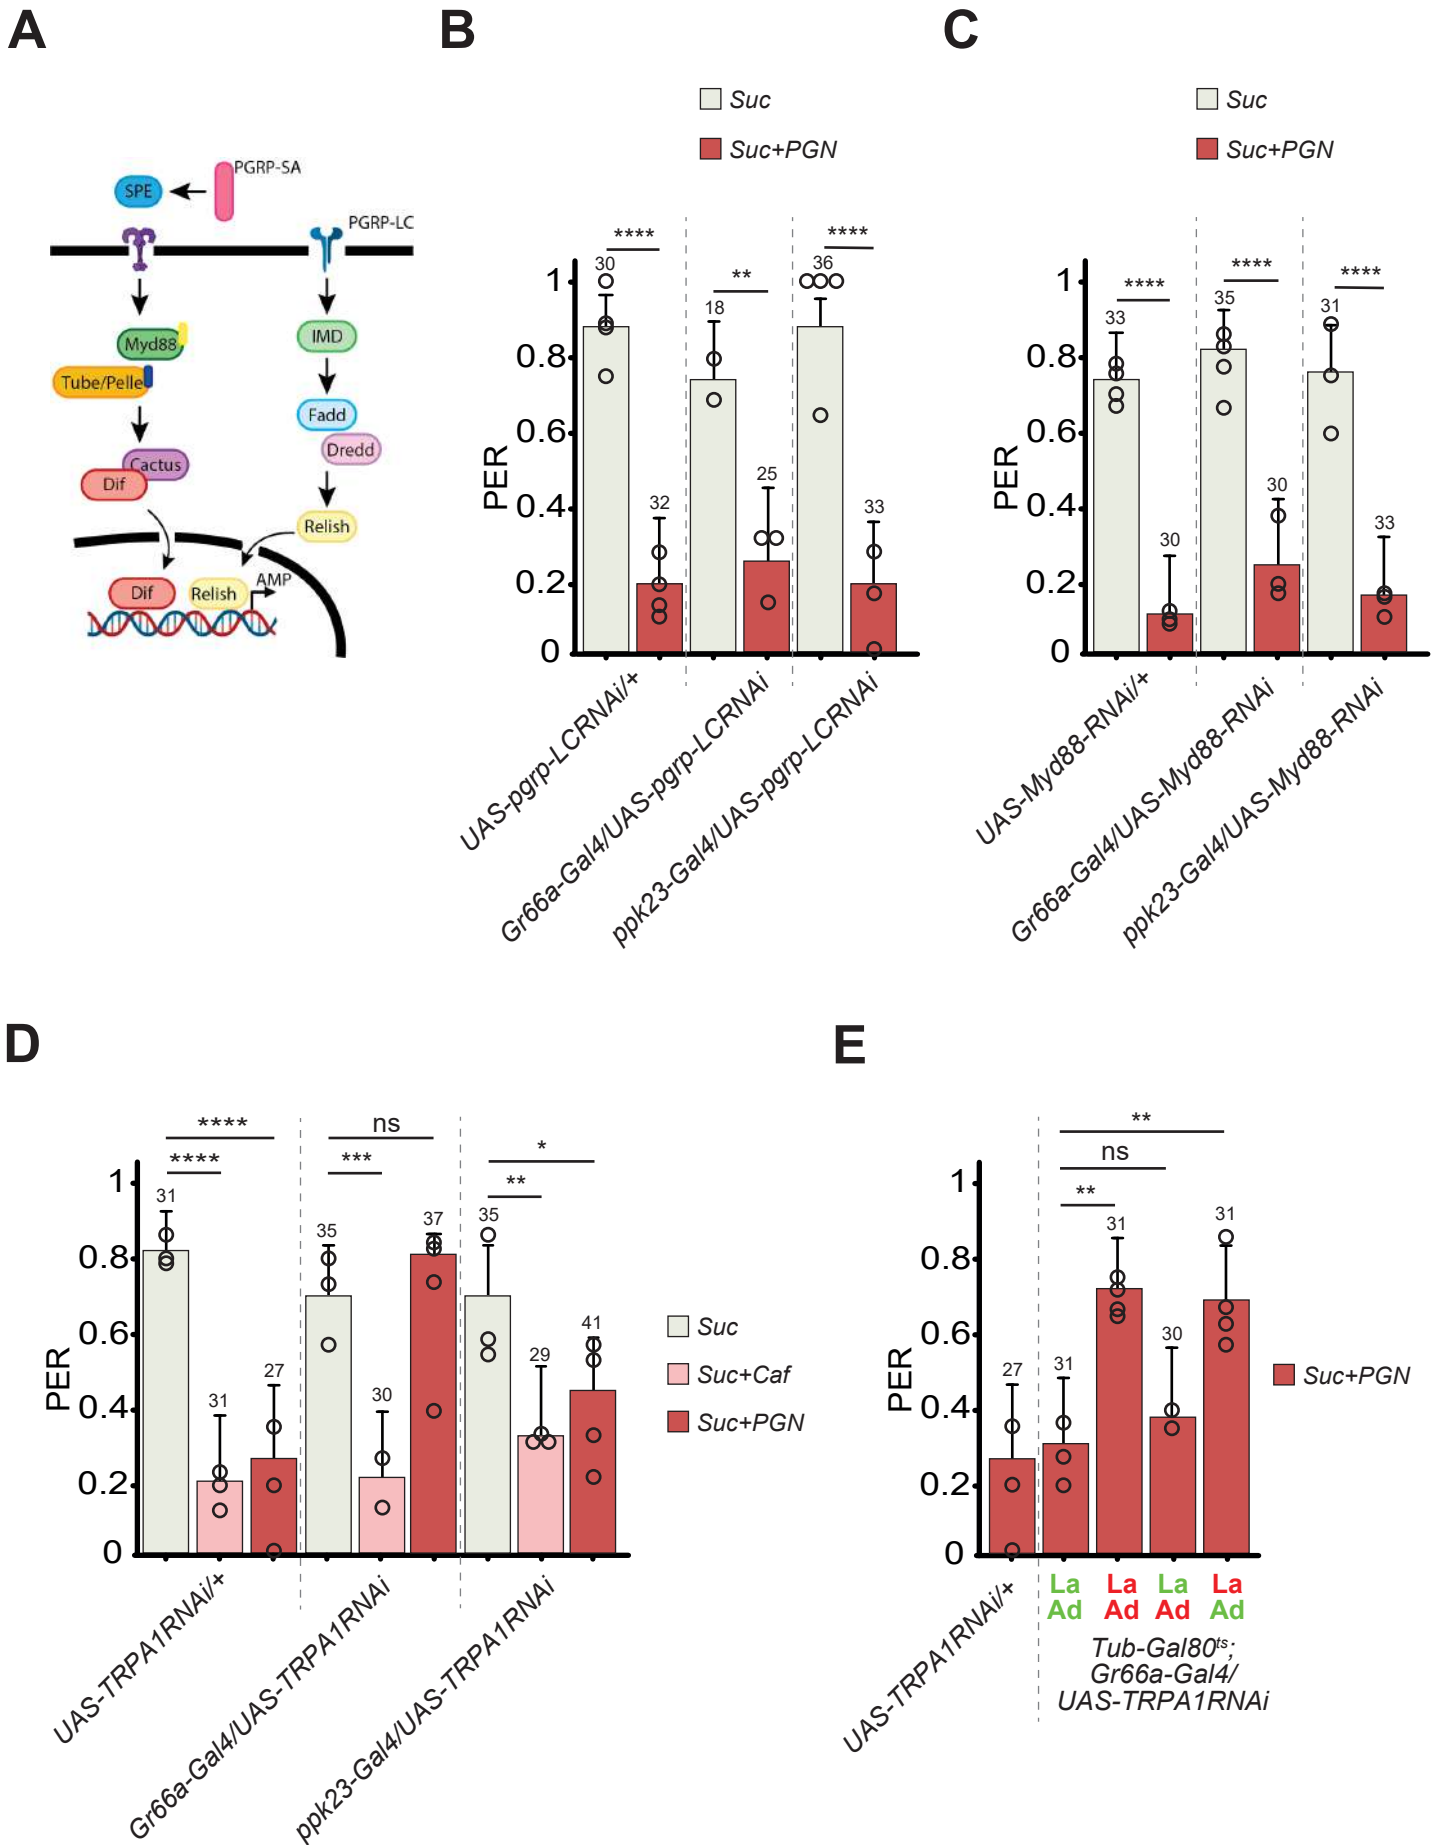 A
PGRP-SA
SPE
PGRP-LC
Myd88
IMD
Tube/Pelle
Fadd
Dredd
Cactus
Dif
Relish
Dif
Relish
AMP
B
Suc
Suc+PGN
****
**
****
30
32
18
25
36
33
PER
1
0.8
0.6
0.4
0.2
0
UAS-pgrp-LCRNAi/+
Gr66a-Gal4/UAS-pgrp-LCRNAi
ppk23-Gal4/UAS-pgrp-LCRNAi
C
Suc
Suc+PGN
****
****
****
33
30
35
30
31
33
PER
1
0.8
0.6
0.4
0.2
0
UAS-Myd88-RNAi/+
Gr66a-Gal4/UAS-Myd88-RNAi
ppk23-Gal4/UAS-Myd88-RNAi
D
****
****
ns
***
*
**
31
31
27
35
30
37
35
29
41
PER
1
0.8
0.6
0.4
0.2
0
Suc
Suc+Caf
Suc+PGN
UAS-TRPA1RNAi/+
Gr66a-Gal4/UAS-TRPA1RNAi
ppk23-Gal4/UAS-TRPA1RNAi
E
**
ns
**
27
31
31
30
31
PER
1
0.8
0.6
0.4
0.2
0
Suc+PGN
UAS-TRPA1RNAi/+
La La La La
Ad Ad Ad Ad
Tub-Gal80ts;
Gr66a-Gal4/
UAS-TRPA1RNAi